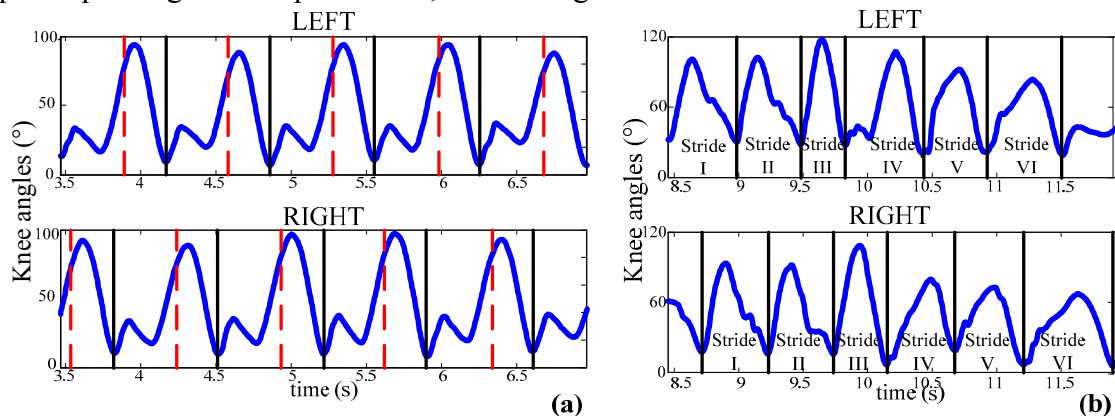 LEFT
100
50
0
3.5 4 4.5 5 5.5 6 6.5
RIGHT
100
50
0
3.5 4 4.5 5 5.5 6 6.5
time (s)
Knee angles (°)
(a)
LEFT
120
60
0
Stride I
Stride II
Stride III
Stride IV
Stride V
Stride VI
8.5 9 9.5 10 10.5 11 11.5
RIGHT
120
60
0
Stride I
Stride II
Stride III
Stride IV
Stride V
Stride VI
8.5 9 9.5 10 10.5 11 11.5
time (s)
Knee angles (°)
(b)